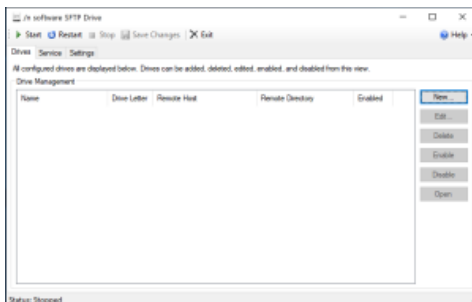 /n software SFTP Drive
Start Restart Stop Save Changes Exit Help
Drives Service Settings
All configured drives are displayed below. Drives can be added, deleted, edited, enabled, and disabled from this view.
Drive Management
Name Drive Letter Remote Host Remote Directory Enabled
New...
Edit...
Delete
Enable
Disable
Open
Status: Stopped